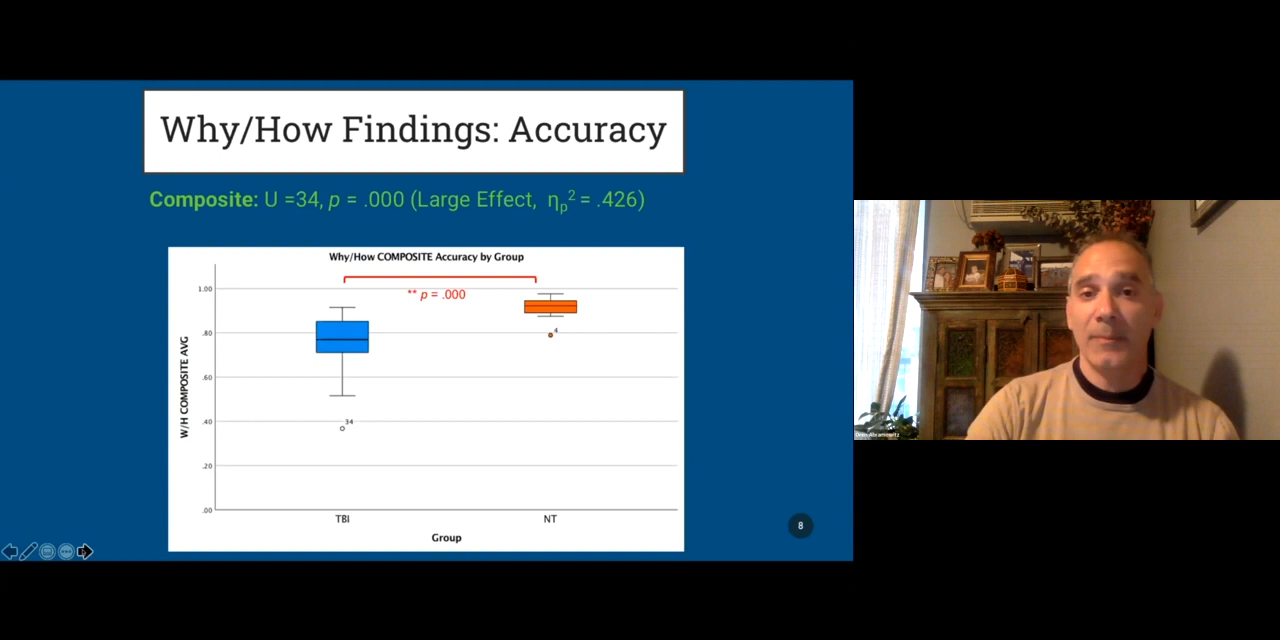 Why/How Findings: Accuracy
Composite: U =34, p = .000 (Large Effect, ηp2 = .426)
Why/How COMPOSITE Accuracy by Group
** p = .000
W/H COMPOSITE AVG
1.00
.80
.60
.40
.20
.00
4
34
TBI
NT
Group
8